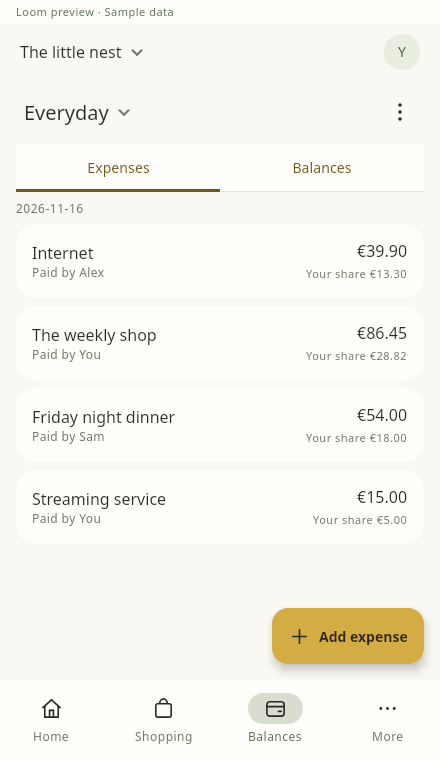 Loom preview · Sample data
The little nest
Y
Everyday
Expenses
Balances
2026-11-16
Internet
€39.90
Paid by Alex
Your share €13.30
The weekly shop
€86.45
Paid by You
Your share €28.82
Friday night dinner
€54.00
Paid by Sam
Your share €18.00
Streaming service
€15.00
Paid by You
Your share €5.00
Add expense
Home
Shopping
Balances
More